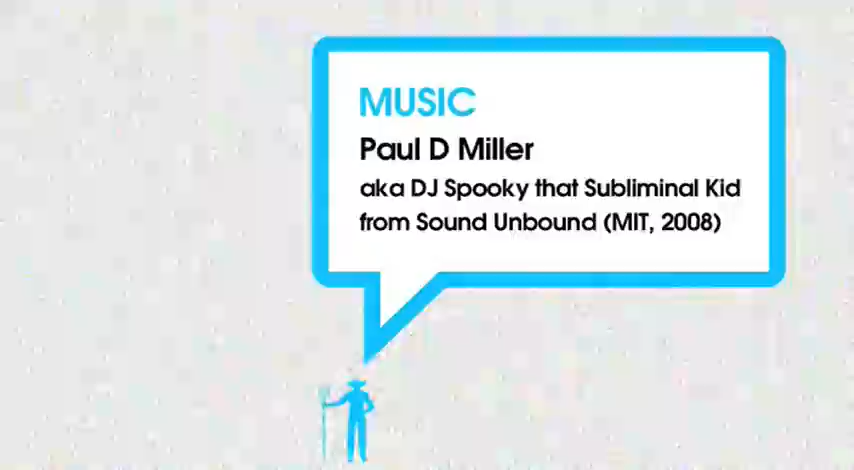 MUSIC
Paul D Miller
aka DJ Spooky that Subliminal Kid
from Sound Unbound (MIT, 2008)